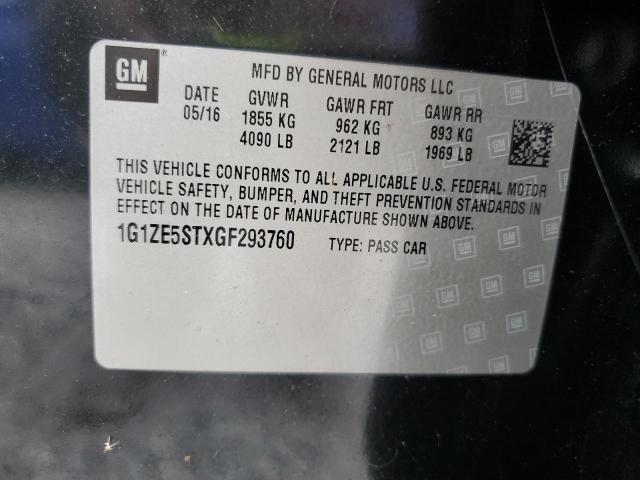 GM ®
MFD BY GENERAL MOTORS LLC
DATE GVWR GAWR FRT GAWR RR
05/16 1855 KG 962 KG 893 KG
4090 LB 2121 LB 1969 LB
THIS VEHICLE CONFORMS TO ALL APPLICABLE U.S. FEDERAL MOTOR
VEHICLE SAFETY, BUMPER, AND THEFT PREVENTION STANDARDS IN
EFFECT ON THE DATE OF MANUFACTURE SHOWN ABOVE.
1G1ZE5STXGF293760 TYPE: PASS CAR